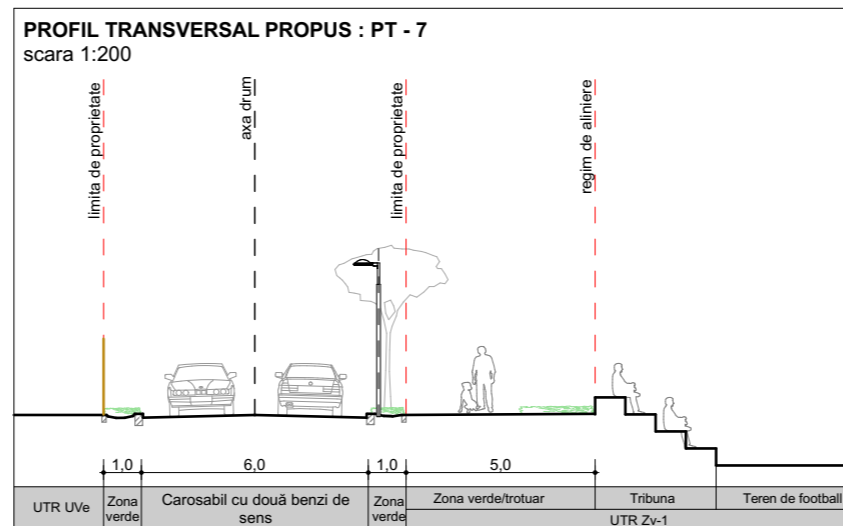 PROFIL TRANSVERSAL PROPUS : PT - 7
scara 1:200
limita de proprietate
axa drum
limita de proprietate
regim de aliniere
1,0
6,0
1,0
5,0
UTR UVe
Zona
verde
Carosabil cu două benzi de
sens
Zona
verde
Zona verde/trotuar
Tribuna
Teren de football
UTR Zv-1